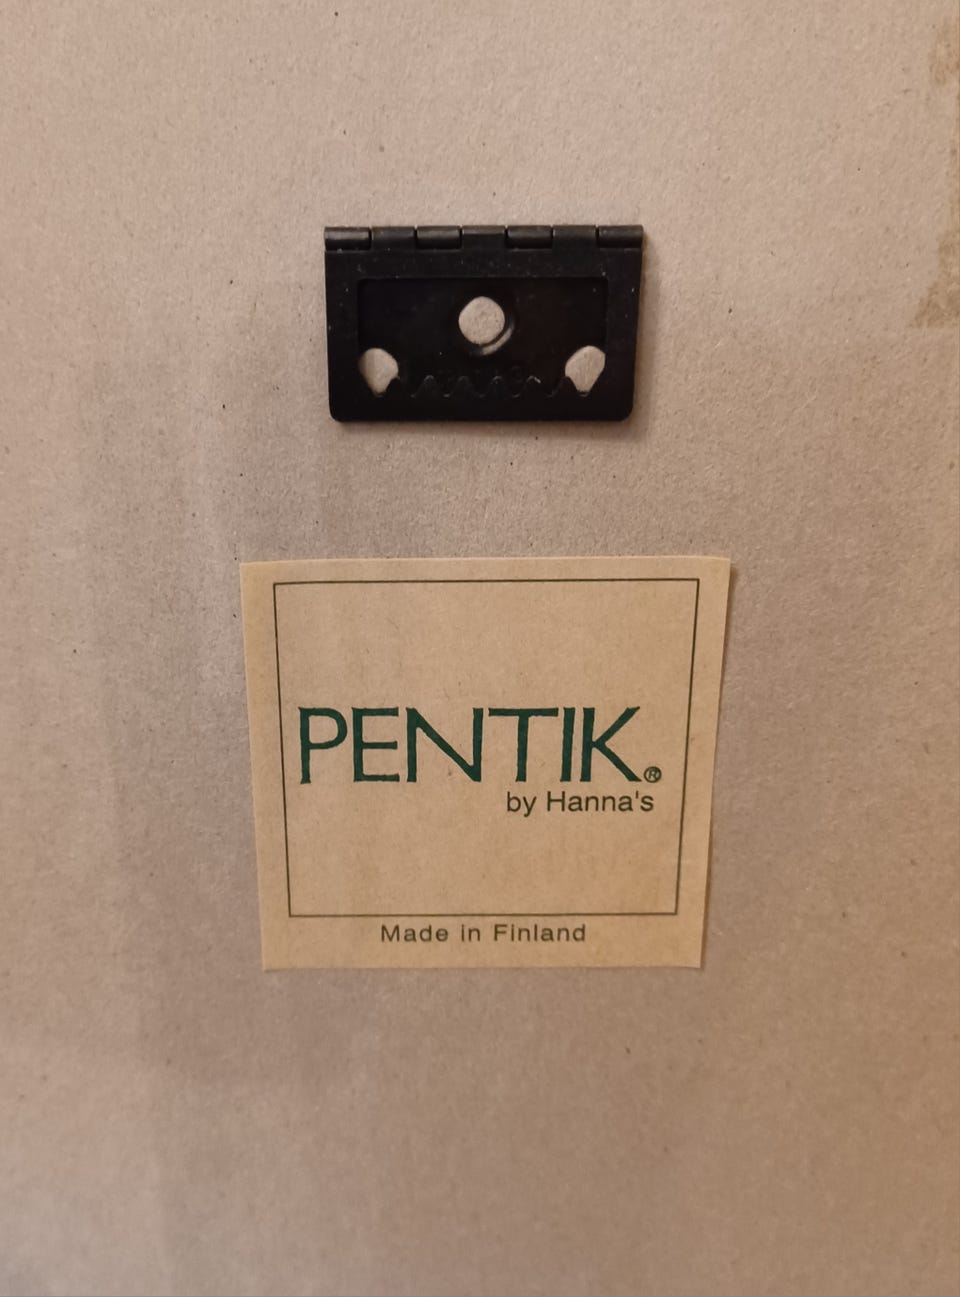 PENTIK®
by Hanna's
Made in Finland